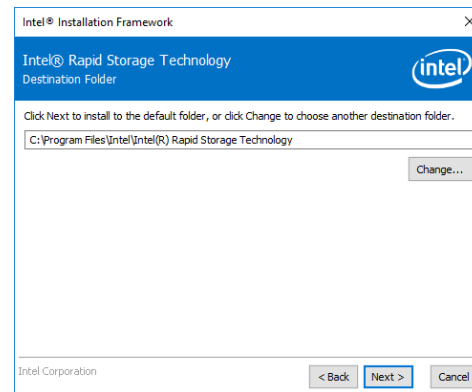 Intel® Installation Framework
Intel® Rapid Storage Technology
Destination Folder
intel
Click Next to install to the default folder, or click Change to choose another destination folder.
C:\Program Files\Intel\Intel(R) Rapid Storage Technology
Change...
Intel Corporation
< Back Next > Cancel